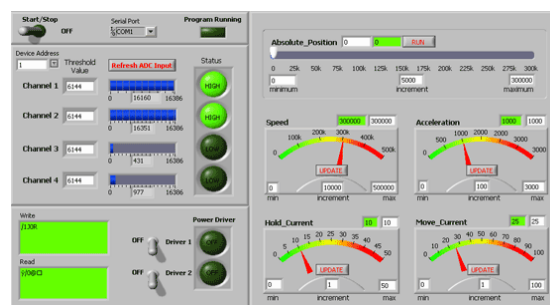 Start/Stop
OFF
Serial Port
COM1
Program Running
Device Address
1
Threshold Value
Refresh ADC Input
Status
Channel 1 6144
0 16160 16386
HIGH
Channel 2 6144
0 16351 16386
HIGH
Channel 3 6144
0 431 16386
LOW
Channel 4 6144
0 977 16386
LOW
Write
/1J0R
Read
Power Driver
OFF Driver 1 OFF
OFF Driver 2 OFF
Absolute_Position 0 0 RUN
0 25k 50k 75k 100k 125k 150k 175k 200k 225k 250k 275k 300k
0 5000 300000
minimum increment maximum
Speed 300000 300000
0 100k 200k 300k 400k 500k
UPDATE
0 10000 500000
min increment max
Acceleration 1000 1000
0 500 1000 2000 3000
UPDATE
0 100 3000
min increment max
Hold_Current 10 10
0 5 10 15 20 25 30 35 40 45 50
UPDATE
0 1 50
min increment max
Move_Current 25 25
0 10 20 30 40 50 60 70 80 90 100
UPDATE
0 1 100
min increment max